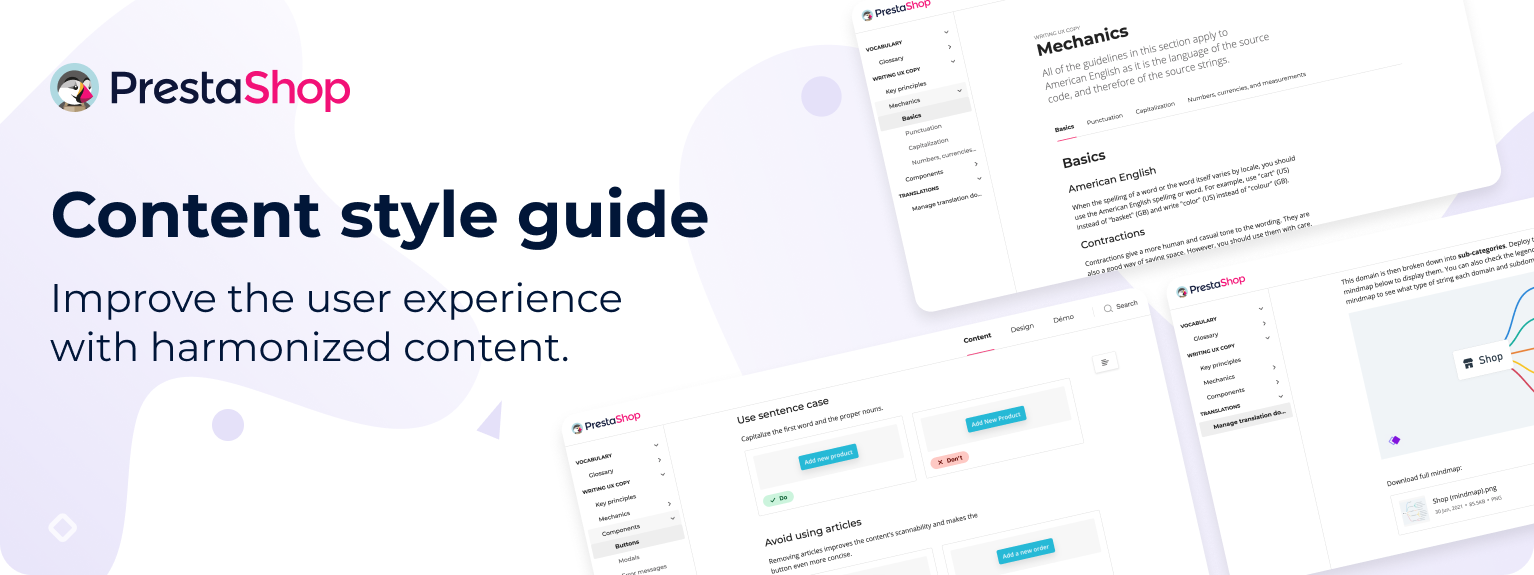 PrestaShop
Content style guide
Improve the user experience
with harmonized content.
PrestaShop
VOCABULARY
Glossary
WRITING UX COPY
Key principles
Mechanics
Basics
Punctuation
Capitalization
Numbers, currencies...
Components
TRANSLATIONS
Manage translation do...
WRITING UX COPY
Mechanics
All of the guidelines in this section apply to
American English as it is the language of the source
code, and therefore of the source strings.
Basics
Punctuation
Capitalization
Numbers, currencies, and measurements
Basics
American English
When the spelling of a word or the word itself varies by locale, you should
use the American English spelling or word. For example, use "cart" (US)
instead of "basket" (GB) and write "color" (US) instead of "colour" (GB).
Contractions
Contractions give a more human and casual tone to the wording. They are
also a good way of saving space. However, you should use them with care.
PrestaShop
VOCABULARY
Glossary
WRITING UX COPY
Key principles
Mechanics
Components
Buttons
Modals
Error messages
Content
Design
Démo
Search
Use sentence case
Capitalize the first word and the proper nouns.
Add new product
Do
Add New Product
Don't
Avoid using articles
Removing articles improves the content's scannability and makes the
button even more concise.
Add a new order
PrestaShop
VOCABULARY
Glossary
WRITING UX COPY
Key principles
Mechanics
Components
TRANSLATIONS
Manage translation do...
This domain is then broken down into sub-categories. Deploy
mindmap below to display them. You can also check the legend
mindmap to see what type of string each domain and
Shop
Download full mindmap:
Shop (mindmap).png
30 Jun, 2021 • 85.5KB • PNG